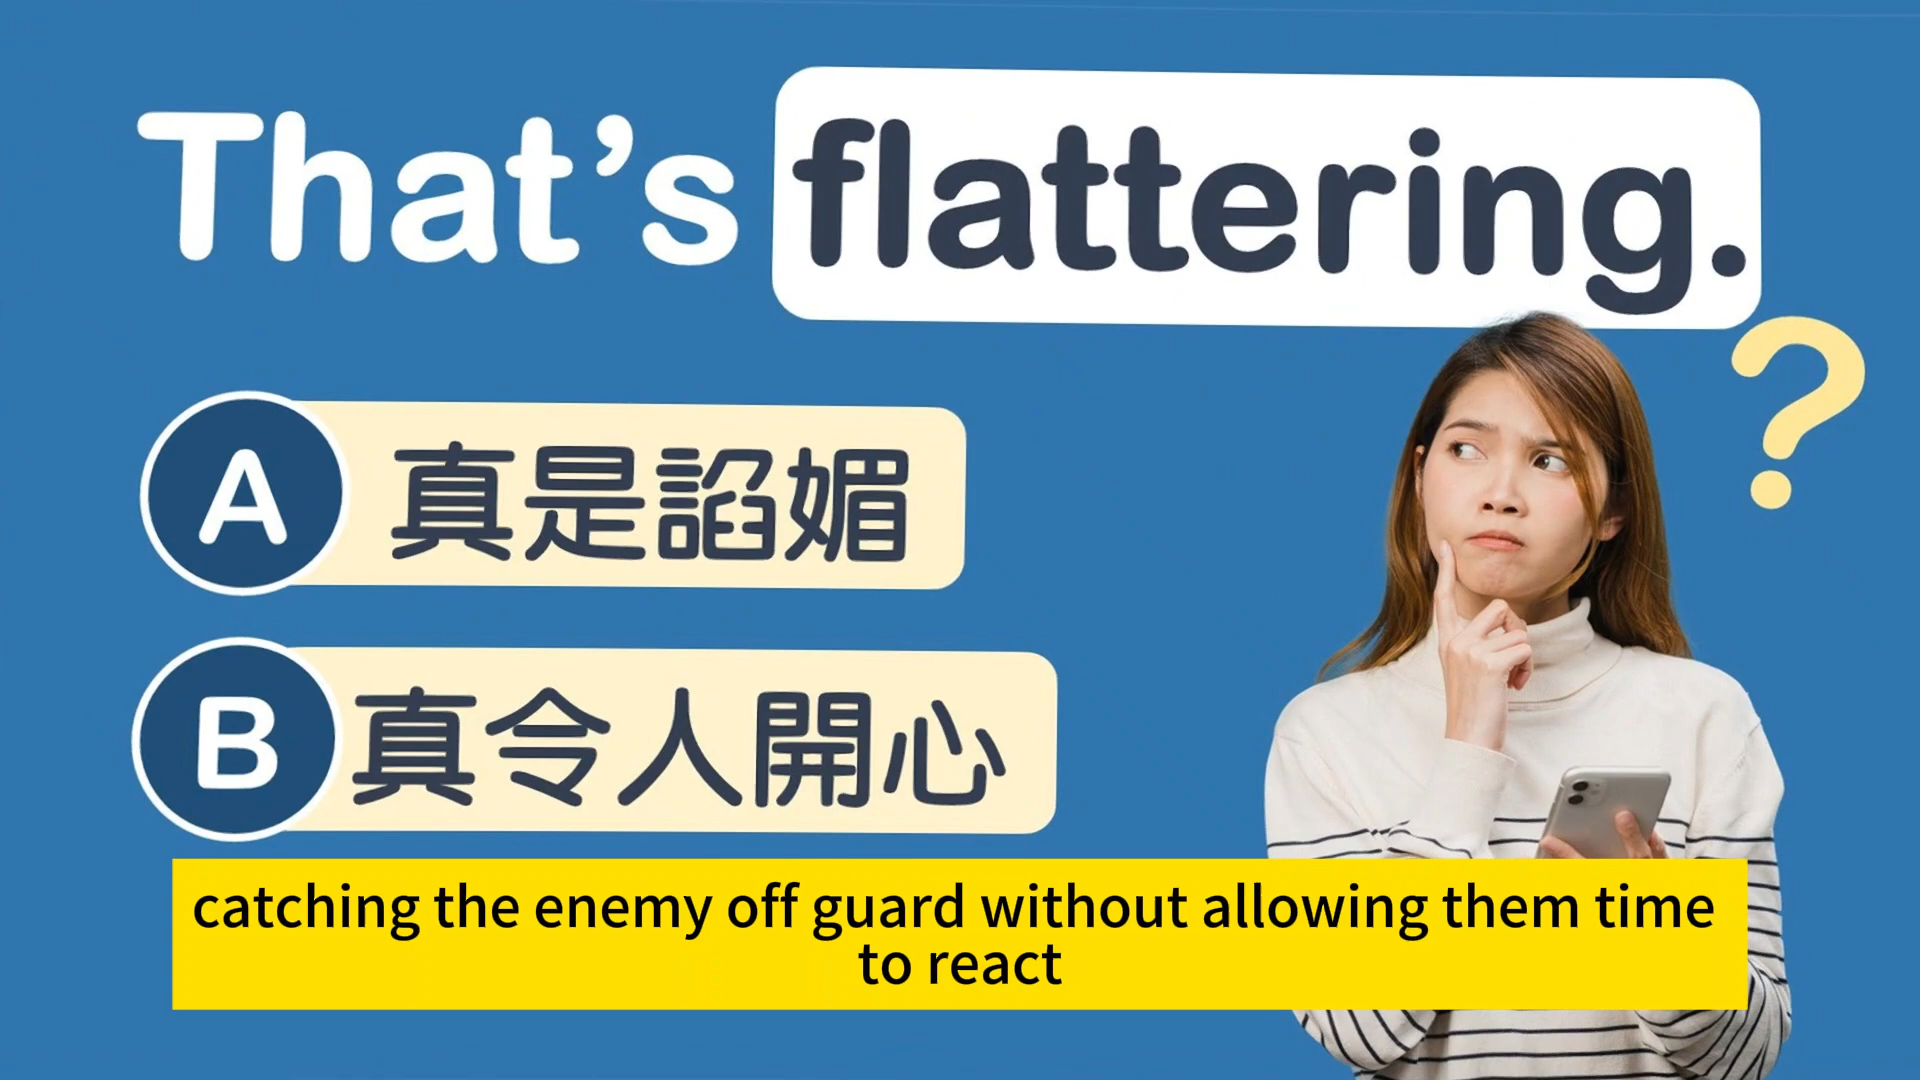 That's flattering.
?
A 真是諂媚
B 真令人開心
catching the enemy off guard without allowing them time
to react